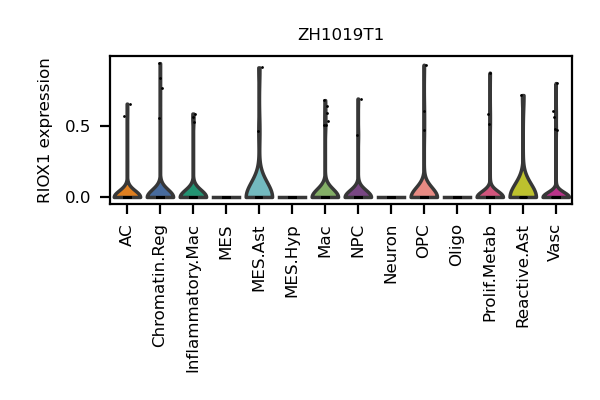 ZH1019T1
RIOX1 expression
0.5
0.0
AC
Chromatin.Reg
Inflammatory.Mac
MES
MES.Ast
MES.Hyp
Mac
NPC
Neuron
OPC
Oligo
Prolif.Metab
Reactive.Ast
Vasc